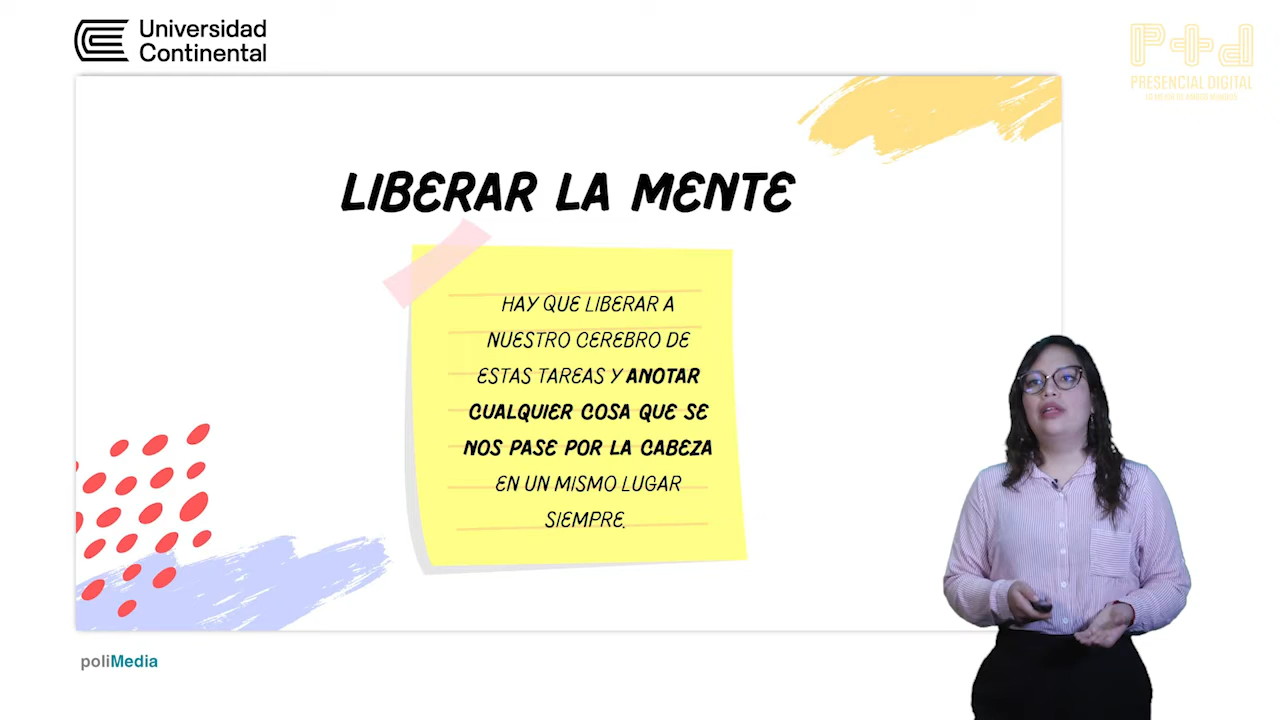 Universidad
Continental
P+d
PRESENCIAL DIGITAL
LIBERAR LA MENTE
HAY QUE LIBERAR A
NUESTRO CEREBRO DE
ESTAS TAREAS Y ANOTAR
CUALQUIER COSA QUE SE
NOS PASE POR LA CABEZA
EN UN MISMO LUGAR
SIEMPRE.
poliMedia